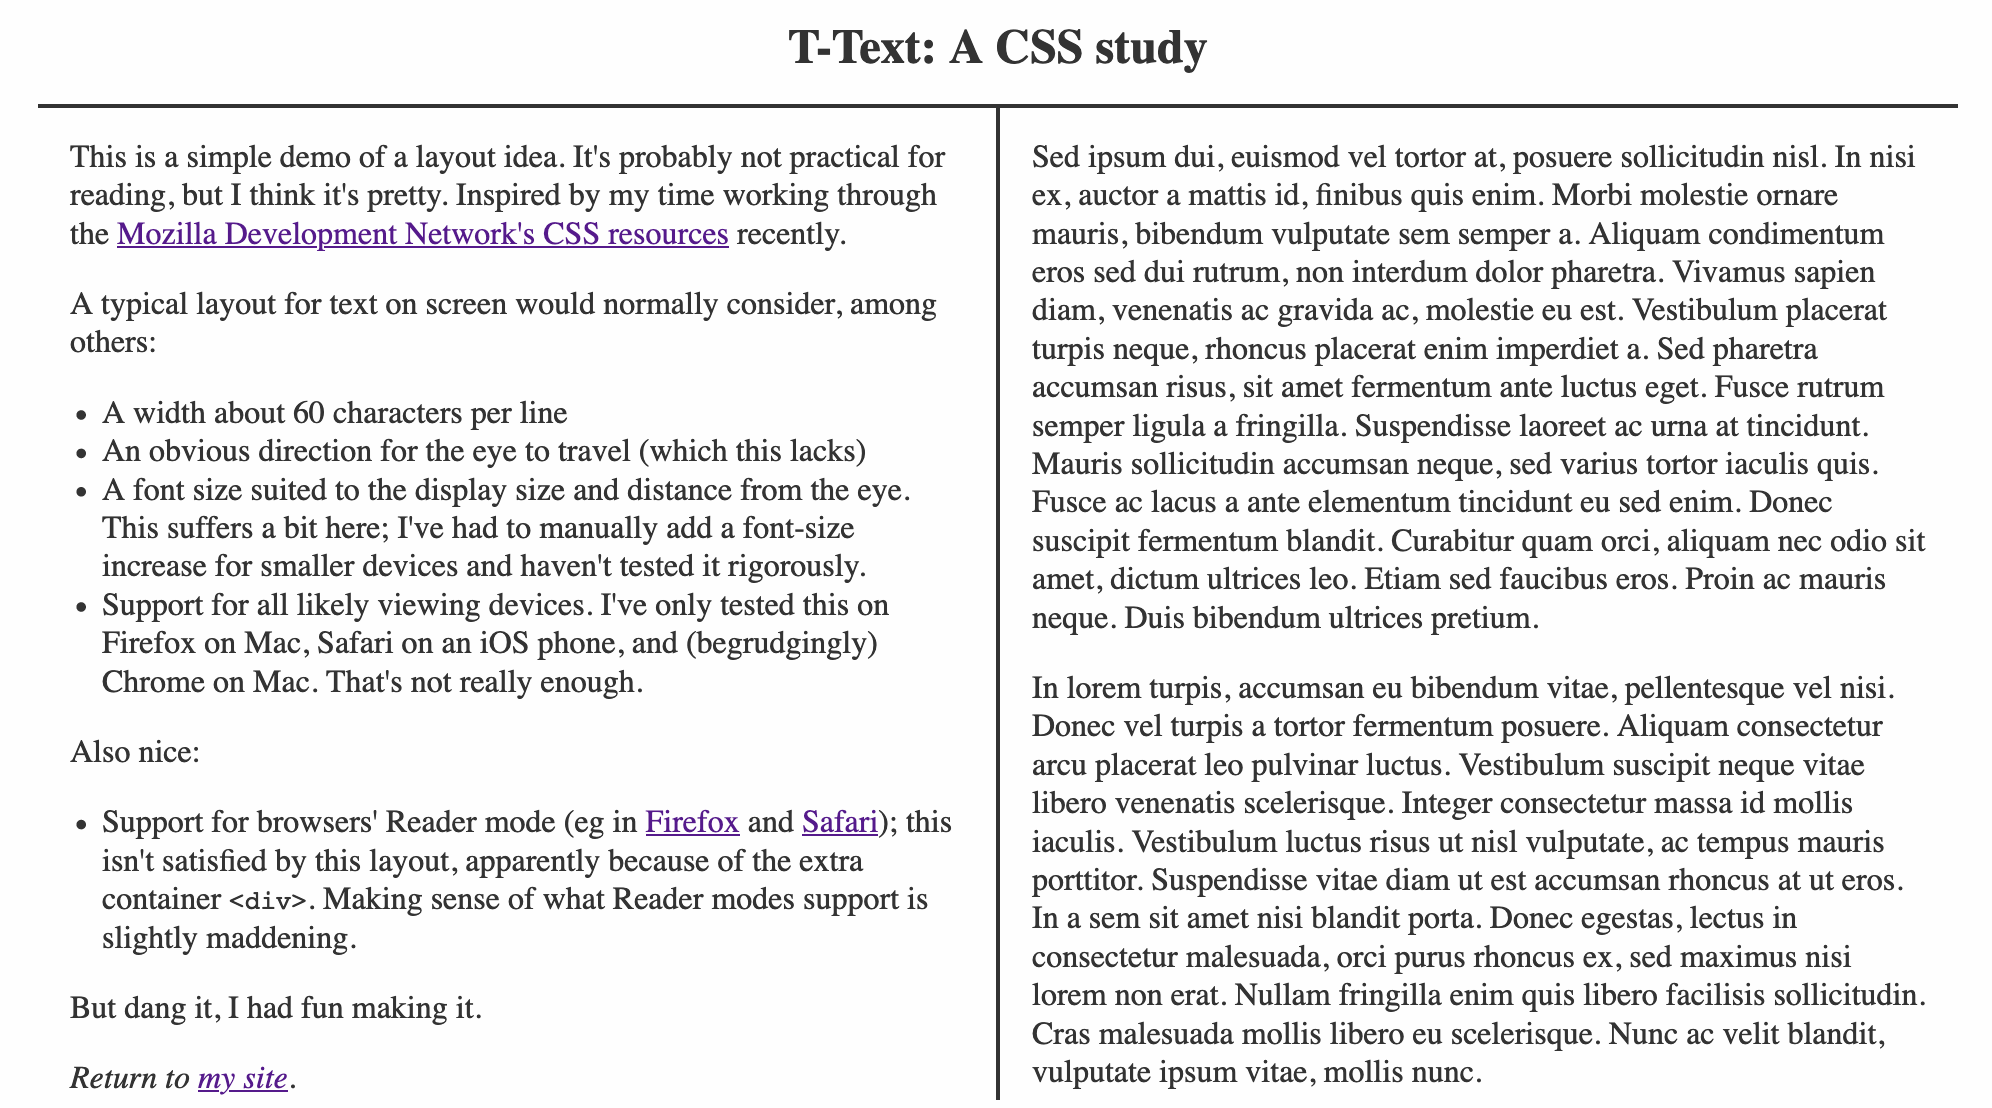 T-Text: A CSS study
This is a simple demo of a layout idea. It's probably not practical for
reading, but I think it's pretty. Inspired by my time working through
the Mozilla Development Network's CSS resources recently.
A typical layout for text on screen would normally consider, among
others:
• A width about 60 characters per line
• An obvious direction for the eye to travel (which this lacks)
• A font size suited to the display size and distance from the eye.
This suffers a bit here; I've had to manually add a font-size
increase for smaller devices and haven't tested it rigorously.
• Support for all likely viewing devices. I've only tested this on
Firefox on Mac, Safari on an iOS phone, and (begrudgingly)
Chrome on Mac. That's not really enough.
Also nice:
• Support for browsers' Reader mode (eg in Firefox and Safari); this
isn't satisfied by this layout, apparently because of the extra
container <div>. Making sense of what Reader modes support is
slightly maddening.
But dang it, I had fun making it.
Return to my site.
Sed ipsum dui, euismod vel tortor at, posuere sollicitudin nisl. In nisi
ex, auctor a mattis id, finibus quis enim. Morbi molestie ornare
mauris, bibendum vulputate sem semper a. Aliquam condimentum
eros sed dui rutrum, non interdum dolor pharetra. Vivamus sapien
diam, venenatis ac gravida ac, molestie eu est. Vestibulum placerat
turpis neque, rhoncus placerat enim imperdiet a. Sed pharetra
accumsan risus, sit amet fermentum ante luctus eget. Fusce rutrum
semper ligula a fringilla. Suspendisse laoreet ac urna at tincidunt.
Mauris sollicitudin accumsan neque, sed varius tortor iaculis quis.
Fusce ac lacus a ante elementum tincidunt eu sed enim. Donec
suscipit fermentum blandit. Curabitur quam orci, aliquam nec odio sit
amet, dictum ultrices leo. Etiam sed faucibus eros. Proin ac mauris
neque. Duis bibendum ultrices pretium.
In lorem turpis, accumsan eu bibendum vitae, pellentesque vel nisi.
Donec vel turpis a tortor fermentum posuere. Aliquam consectetur
arcu placerat leo pulvinar luctus. Vestibulum suscipit neque vitae
libero venenatis scelerisque. Integer consectetur massa id mollis
iaculis. Vestibulum luctus risus ut nisl vulputate, ac tempus mauris
porttitor. Suspendisse vitae diam ut est accumsan rhoncus at ut eros.
In a sem sit amet nisi blandit porta. Donec egestas, lectus in
consectetur malesuada, orci purus rhoncus ex, sed maximus nisi
lorem non erat. Nullam fringilla enim quis libero facilisis sollicitudin.
Cras malesuada mollis libero eu scelerisque. Nunc ac velit blandit,
vulputate ipsum vitae, mollis nunc.